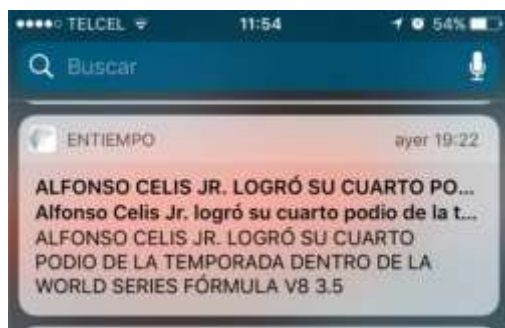 TELCEL 11:54 54%
Buscar
ENTIEMPO ayer 19:22
ALFONSO CELIS JR. LOGRÓ SU CUARTO PO...
Alfonso Celis Jr. logró su cuarto podio de la t...
ALFONSO CELIS JR. LOGRÓ SU CUARTO
PODIO DE LA TEMPORADA DENTRO DE LA
WORLD SERIES FÓRMULA V8 3.5